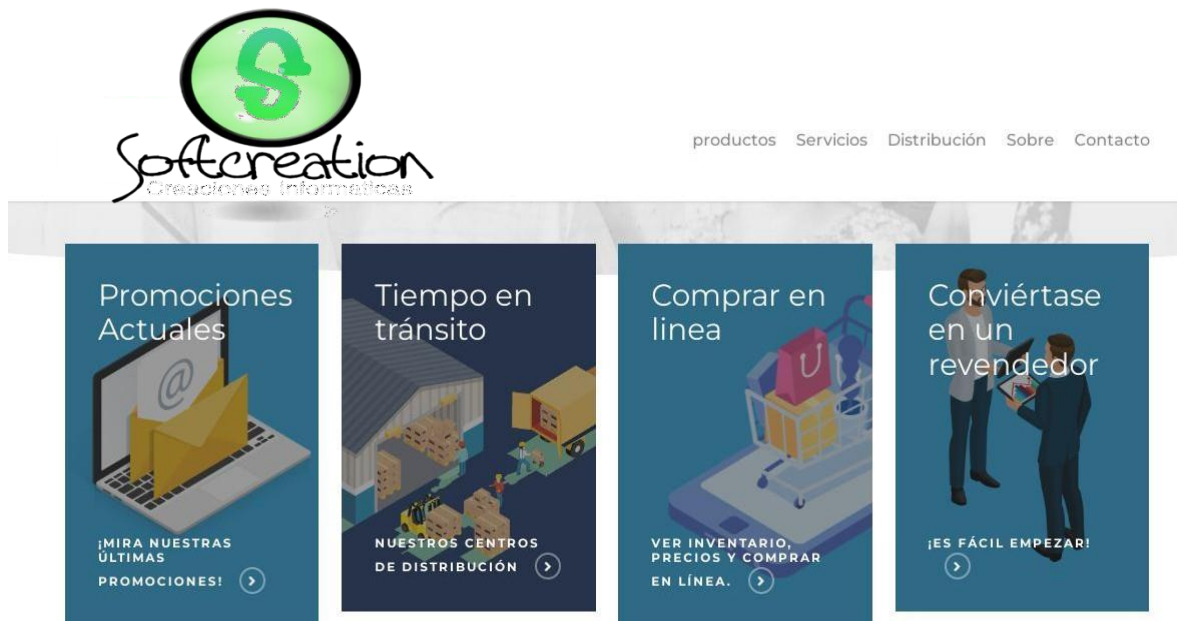 S
Softcreation
Creaciones Informaticas
productos Servicios Distribución Sobre Contacto
Promociones
Actuales
@
¡MIRA NUESTRAS
ÚLTIMAS
PROMOCIONES!
Tiempo en
tránsito
NUESTROS CENTROS
DE DISTRIBUCIÓN
Comprar en
linea
VER INVENTARIO,
PRECIOS Y COMPRAR
EN LÍNEA.
Conviértase
en un
revendedor
¡ES FÁCIL EMPEZAR!